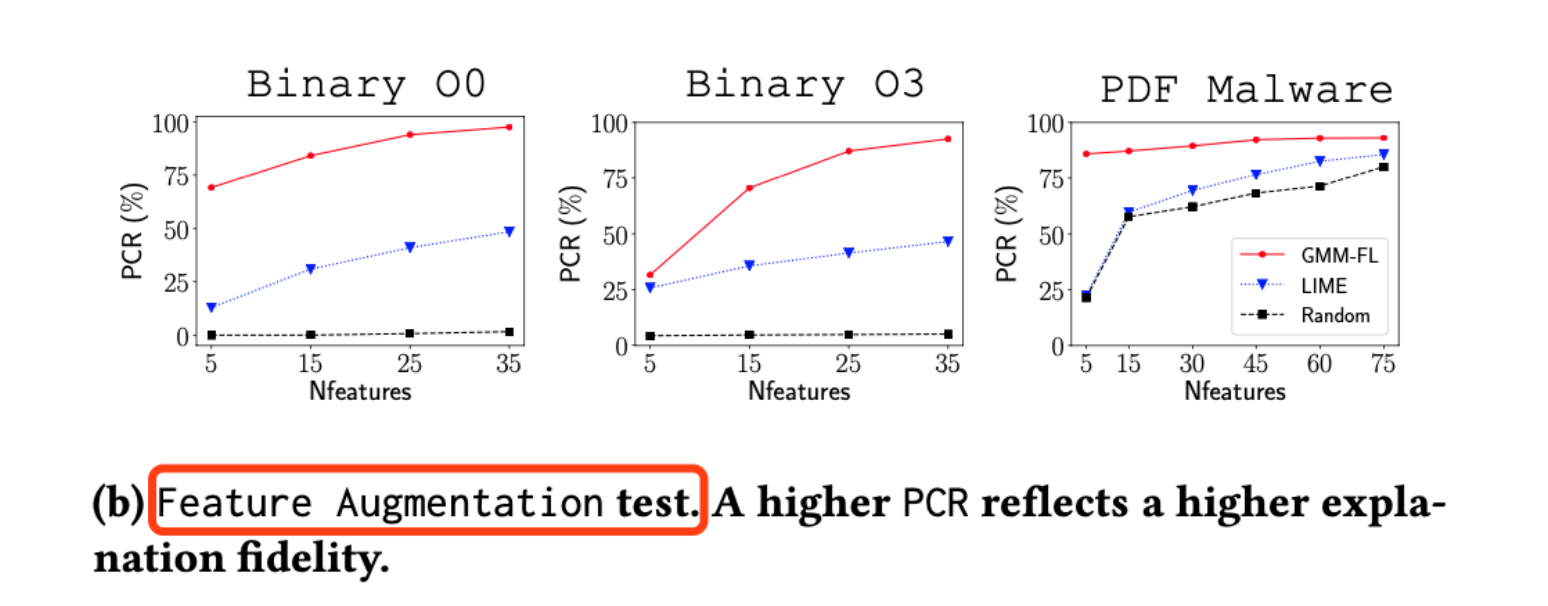 Binary O0
Binary O3
PDF Malware
100
75
50
25
0
PCR (%)
5 15 25 35
Nfeatures
100
75
50
25
0
PCR (%)
5 15 25 35
Nfeatures
100
75
50
25
0
PCR (%)
5 15 30 45 60 75
Nfeatures
GMM-FL
LIME
Random
(b) Feature Augmentation test. A higher PCR reflects a higher expla-
nation fidelity.